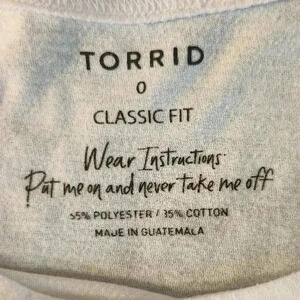 TORRID
0
CLASSIC FIT
Wear Instructions:
Put me on and never take me off
POLYESTER / 35% COTTON
MADE IN GUATEMALA